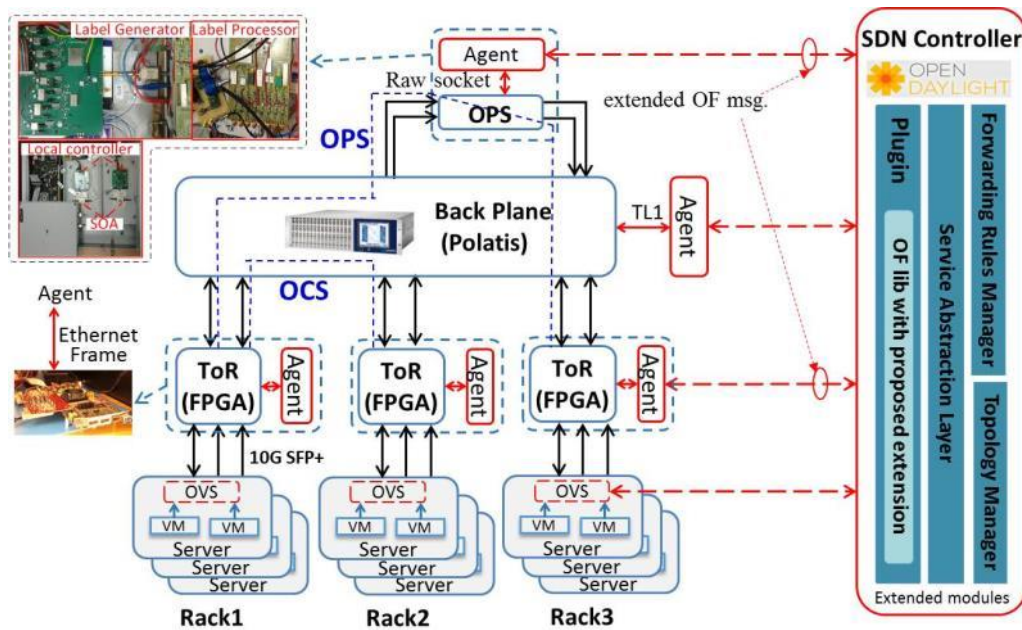 Label Generator
Label Processor
Local controller
SOA
Agent
Raw socket
OPS
OPS
extended OF msg.
Back Plane
(Polatis)
TL1
Agent
OCS
Agent
Ethernet
Frame
ToR
(FPGA)
Agent
ToR
(FPGA)
Agent
ToR
(FPGA)
Agent
10G SFP+
OVS
VM
VM
Server
Server
Server
Rack1
OVS
VM
VM
Server
Server
Server
Rack2
OVS
VM
VM
Server
Server
Server
Rack3
SDN Controller
OPEN
DAYLIGHT
Plugin
OF lib with proposed extension
Service Abstraction Layer
Forwarding Rules Manager
Topology Manager
Extended modules